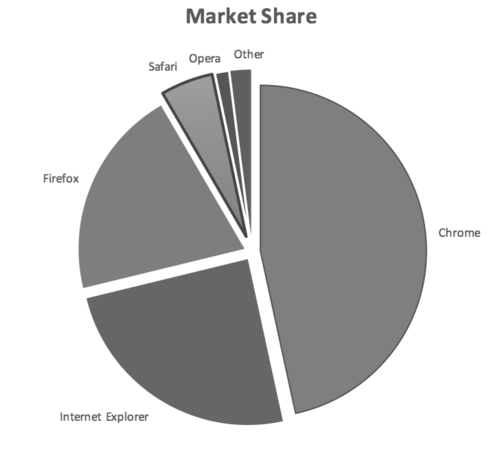 Market Share
Other
Opera
Safari
Firefox
Chrome
Internet Explorer